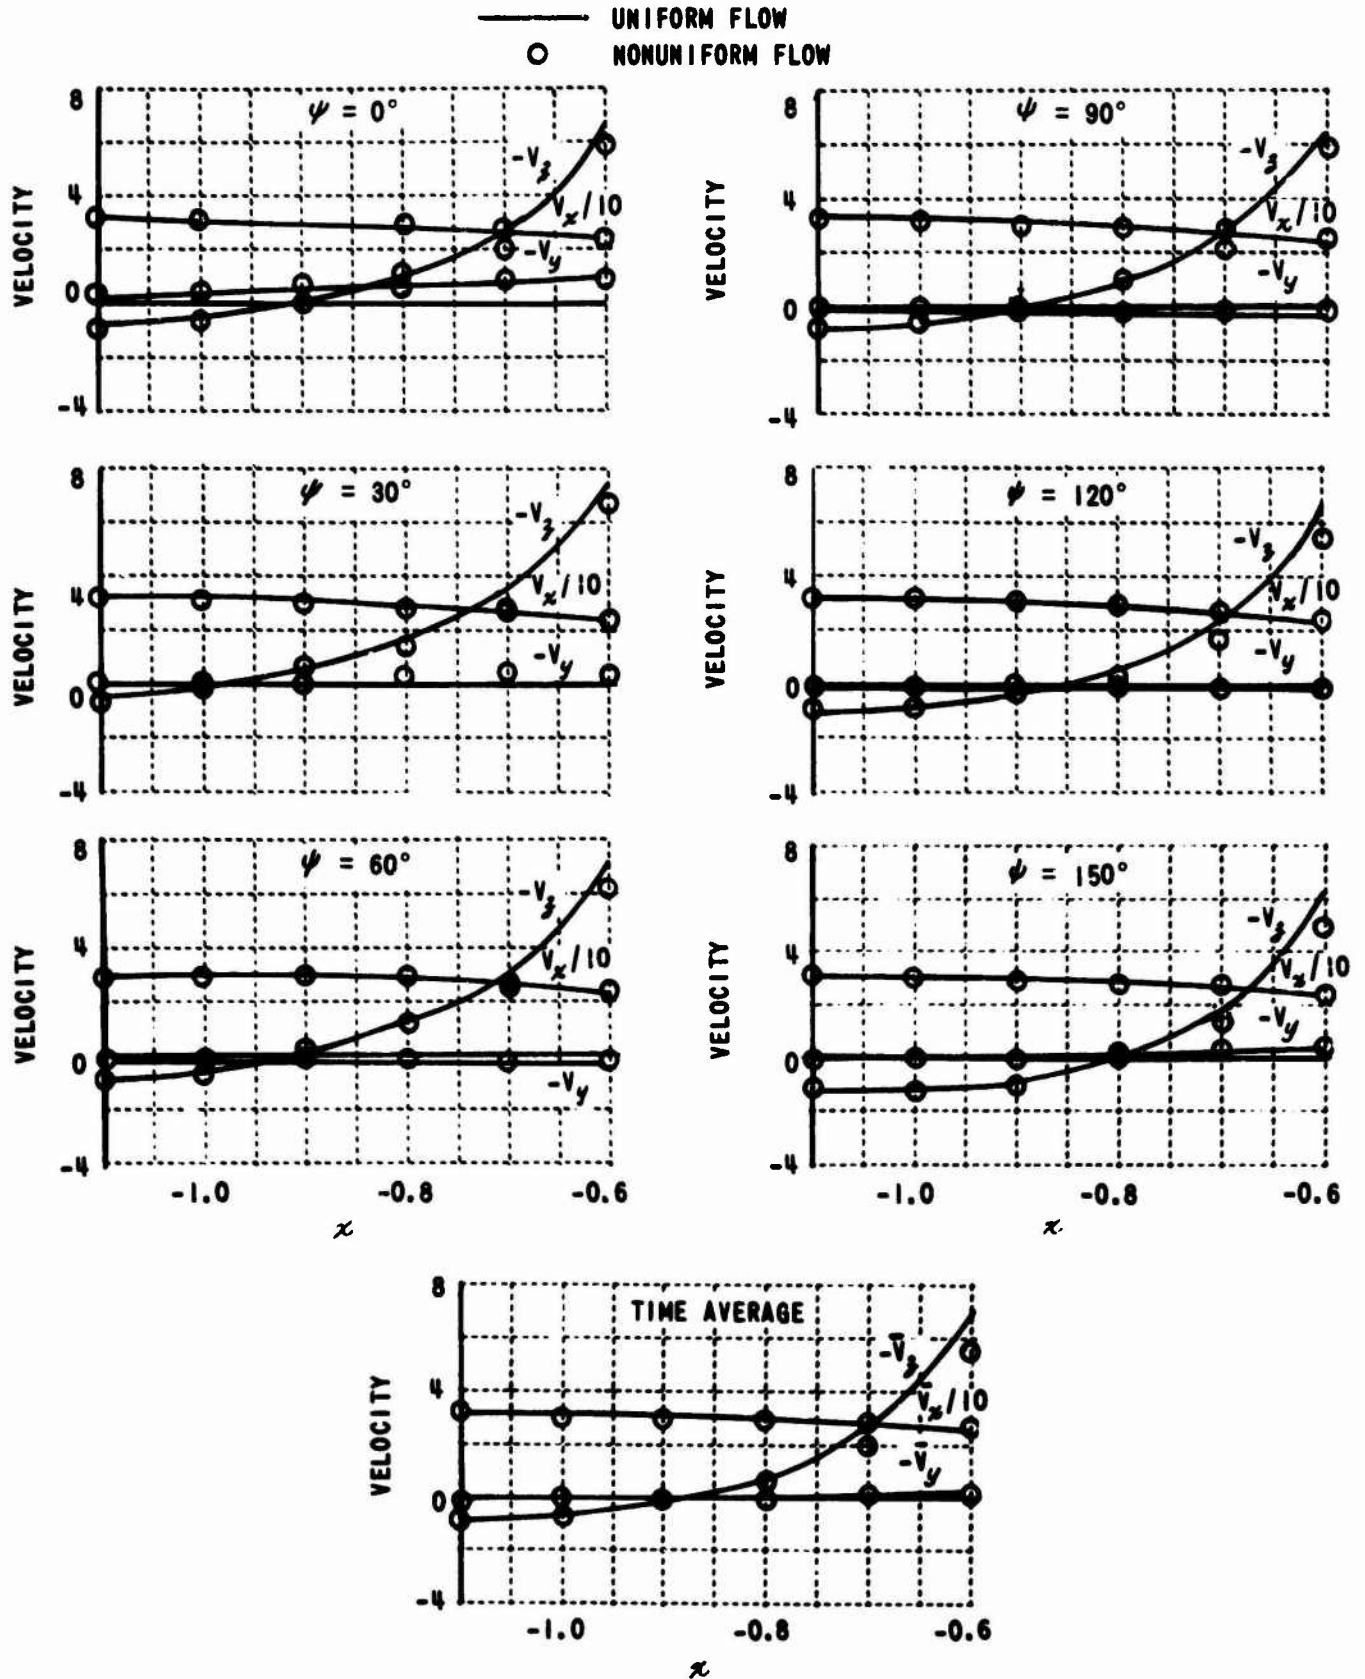 UNIFORM FLOW
NONUNIFORM FLOW
ψ = 0°
8
4
0
-4
VELOCITY
-V_z
V_x/10
-V_y
ψ = 90°
8
4
0
-4
VELOCITY
-V_z
V_x/10
-V_y
ψ = 30°
8
4
0
-4
VELOCITY
-V_z
V_x/10
-V_y
ψ = 120°
8
4
0
-4
VELOCITY
-V_z
V_x/10
-V_y
ψ = 60°
8
4
0
-4
VELOCITY
-V_z
V_x/10
-V_y
-1.0 -0.8 -0.6
x
ψ = 150°
8
4
0
-4
VELOCITY
-V_z
V_x/10
-V_y
-1.0 -0.8 -0.6
x
TIME AVERAGE
8
4
0
-4
VELOCITY
-V̄_z
V̄_x/10
-V̄_y
-1.0 -0.8 -0.6
x